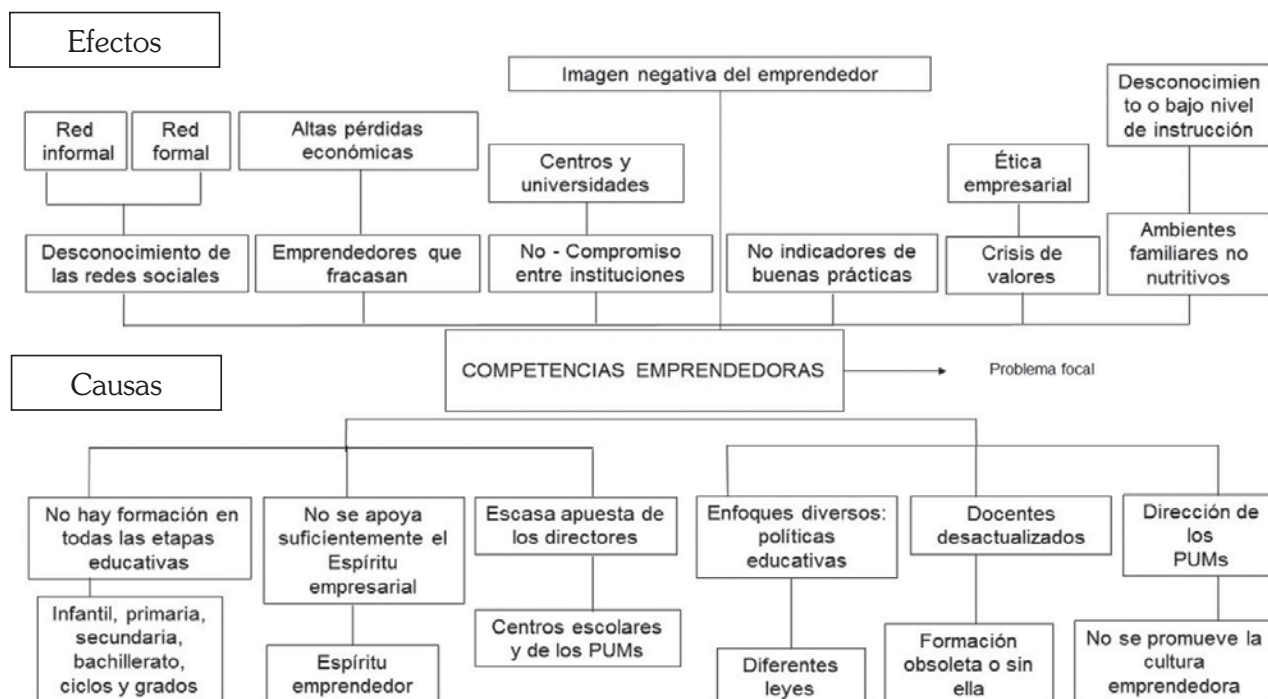 Efectos
Imagen negativa del emprendedor
Desconocimien
to o bajo nivel
de instrucción
Red
informal
Red
formal
Altas pérdidas
económicas
Centros y
universidades
Ética
empresarial
Desconocimiento de
las redes sociales
Emprendedores que
fracasan
No - Compromiso
entre instituciones
No indicadores de
buenas prácticas
Crisis de
valores
Ambientes
familiares no
nutritivos
COMPETENCIAS EMPRENDEDORAS
Problema focal
Causas
No hay formación en
todas las etapas
educativas
No se apoya
suficientemente el
Espíritu
empresarial
Escasa apuesta de
los directores
Enfoques diversos:
políticas
educativas
Docentes
desactualizados
Dirección de
los
PUMs
Infantil, primaria,
secundaria,
bachillerato,
ciclos y grados
Espíritu
emprendedor
Centros escolares
y de los PUMs
Diferentes
leyes
Formación
obsoleta o sin
ella
No se promueve la
cultura
emprendedora